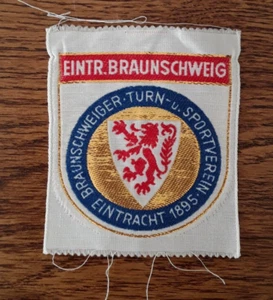 EINTR. BRAUNSCHWEIG
BRAUNSCHWEIGER · TURN - u. SPORTVEREIN ·
EINTRACHT 1895